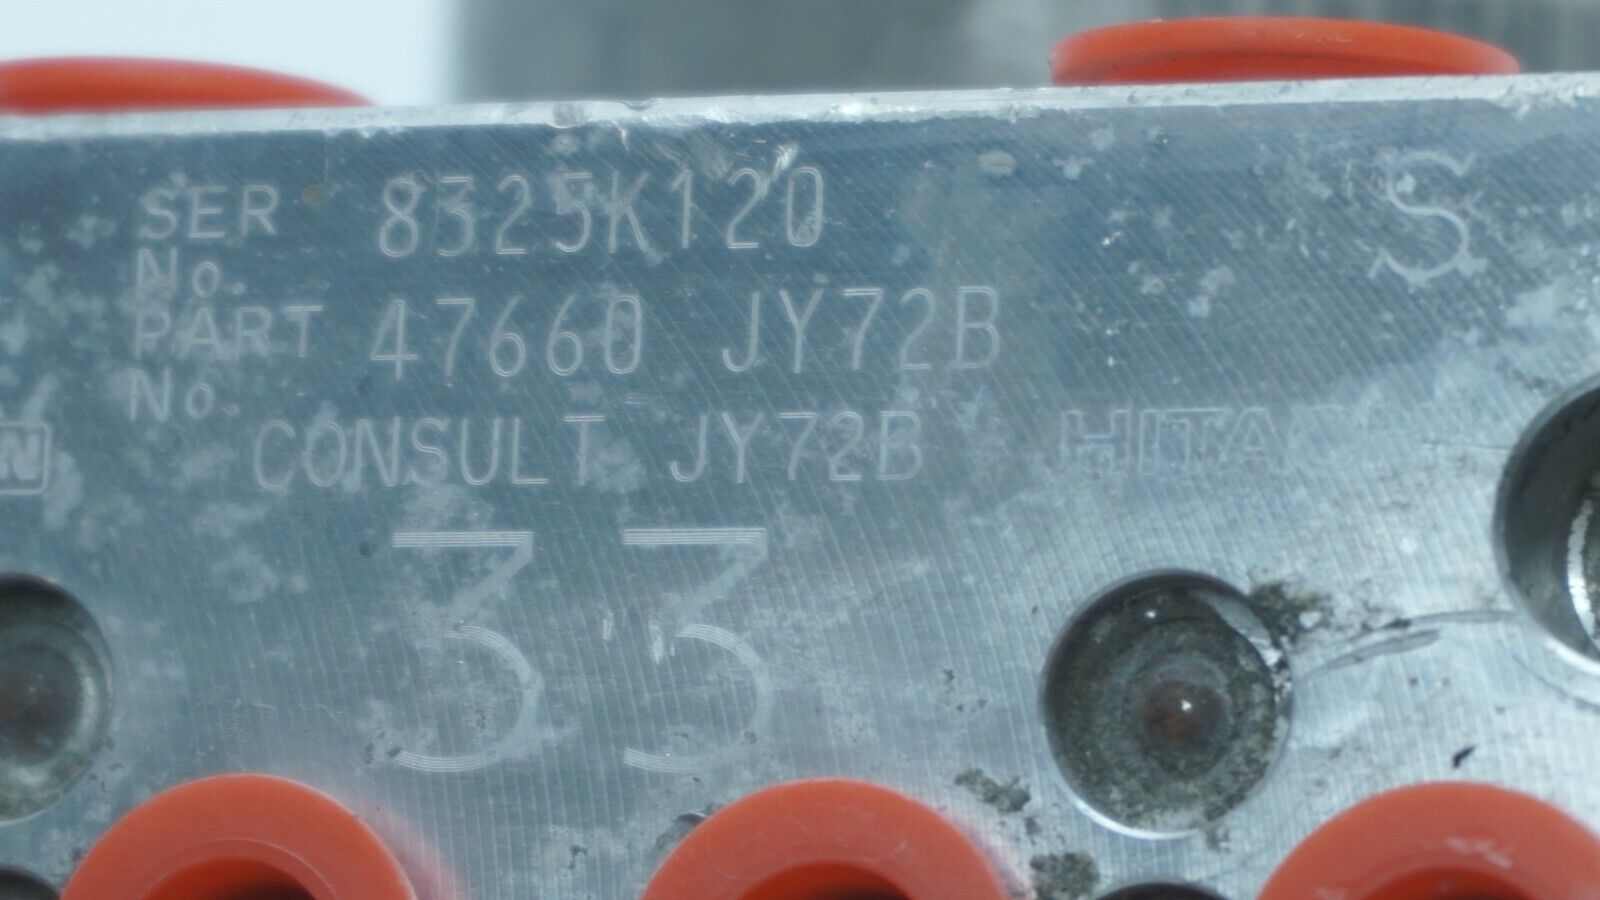 SER No. 8325K120 S
PART No. 47660 JY72B
CONSULT JY72B
33